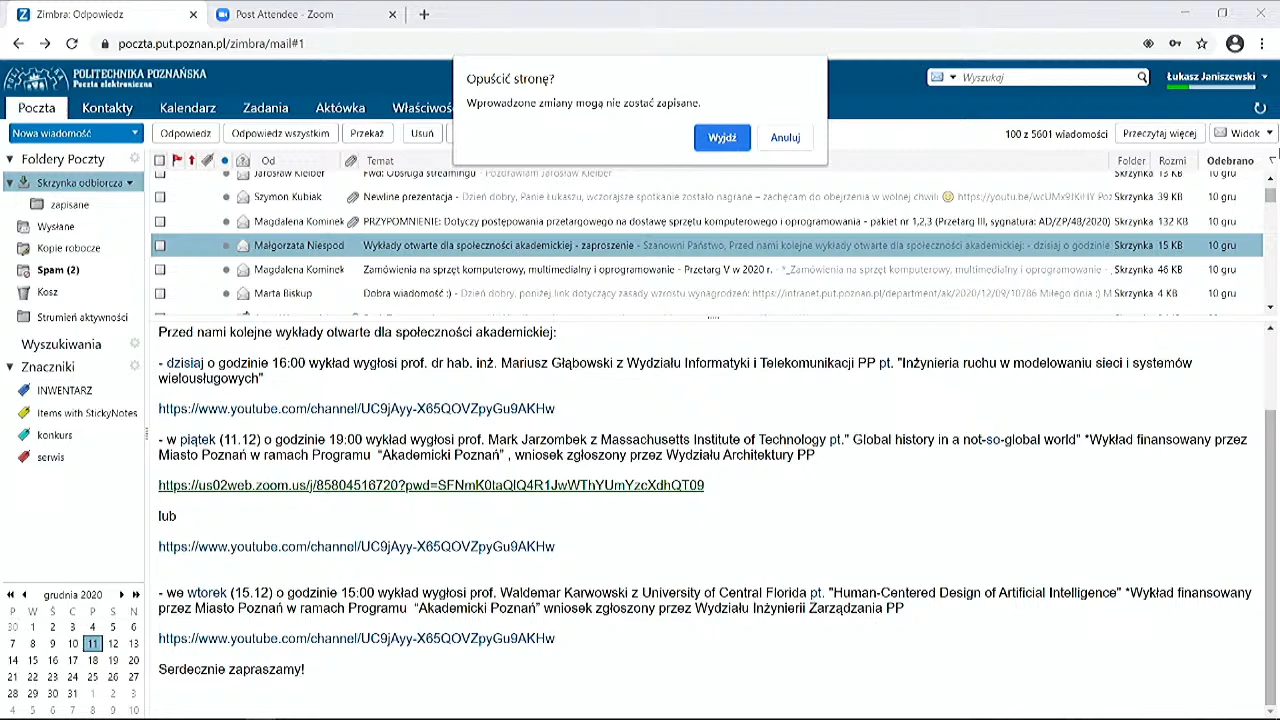 Zimbra: Odpowiedz
Post Attendee - Zoom
poczta.put.poznan.pl/zimbra/mail#1
Opuścić stronę?
Wprowadzone zmiany mogą nie zostać zapisane.
Wyjdź Anuluj
POLITECHNIKA POZNAŃSKA
Poczta elektroniczna
Wyszukaj
Łukasz Janiszewski
Poczta Kontakty Kalendarz Zadania Aktówka Właściwoś
Nowa wiadomość Odpowiedz Odpowiedz wszystkim Przekaż Usuń 100 z 5601 wiadomości Przeczytaj więcej Widok
Foldery Poczty
Skrzynka odbiorcza
zapisane
Wysłane
Kopie robocze
Spam (2)
Kosz
Strumień aktywności
Wyszukiwania
Znaczniki
INWENTARZ
Items with StickyNotes
konkurs
serwis
Od Temat Folder Rozmi Odebrano
Jarosław Kleiber Fwd: Obsługa streamingu - Pozdrawiam Jarosław Kleiber Skrzynka 13 KB 10 gru
Szymon Kubiak Newline prezentacja - Dzień dobry, Panie Łukaszu, wczorajsze spotkanie zostało nagrane – zachęcam do obejrzenia w wolnej chwili Skrzynka 39 KB 10 gru
Magdalena Kominek PRZYPOMNIENIE: Dotyczy postępowania przetargowego na dostawę sprzętu komputerowego i oprogramowania - pakiet nr 1,2,3 (Przetarg III, sygnatura: AD/ZP/48/2020) Skrzynka 132 KB 10 gru
Małgorzata Niespod Wykłady otwarte dla społeczności akademickiej - zaproszenie - Szanowni Państwo, Przed nami kolejne wykłady otwarte dla społeczności akademickiej: - dzisiaj o godzinie Skrzynka 15 KB 10 gru
Magdalena Kominek Zamówienia na sprzęt komputerowy, multimedialny i oprogramowanie - Przetarg V w 2020 r. - *_Zamówienia na sprzęt komputerowy, multimedialny i oprogramowanie - Skrzynka 46 KB 10 gru
Marta Biskup Dobra wiadomość :) - Dzień dobry, poniżej link dotyczący zasady wzrostu wynagrodzeń: https://intranet.put.poznan.pl/department/ak/2020/12/09/10786 Miłego dnia :) M Skrzynka 4 KB 10 gru
Przed nami kolejne wykłady otwarte dla społeczności akademickiej:
- dzisiaj o godzinie 16:00 wykład wygłosi prof. dr hab. inż. Mariusz Głąbowski z Wydziału Informatyki i Telekomunikacji PP pt. "Inżynieria ruchu w modelowaniu sieci i systemów
wielousługowych"
https://www.youtube.com/channel/UC9jAyy-X65QOVZpyGu9AKHw
- w piątek (11.12) o godzinie 19:00 wykład wygłosi prof. Mark Jarzombek z Massachusetts Institute of Technology pt." Global history in a not-so-global world" *Wykład finansowany przez
Miasto Poznań w ramach Programu “Akademicki Poznań” , wniosek zgłoszony przez Wydziału Architektury PP
https://us02web.zoom.us/j/85804516720?pwd=SFNmK0laQlQ4R1JwWThYUmYzcXdhQT09
lub
https://www.youtube.com/channel/UC9jAyy-X65QOVZpyGu9AKHw
- we wtorek (15.12) o godzinie 15:00 wykład wygłosi prof. Waldemar Karwowski z University of Central Florida pt. "Human-Centered Design of Artificial Intelligence" *Wykład finansowany
przez Miasto Poznań w ramach Programu “Akademicki Poznań” wniosek zgłoszony przez Wydziału Inżynierii Zarządzania PP
https://www.youtube.com/channel/UC9jAyy-X65QOVZpyGu9AKHw
Serdecznie zapraszamy!
grudnia 2020
P W Ś C P S N
30 1 2 3 4 5 6
7 8 9 10 11 12 13
14 15 16 17 18 19 20
21 22 23 24 25 26 27
28 29 30 31 1 2 3
4 5 6 7 8 9 10